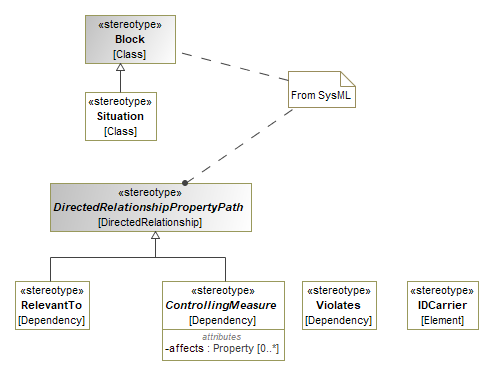 «stereotype»
Block
[Class]
«stereotype»
Situation
[Class]
From SysML
«stereotype»
DirectedRelationshipPropertyPath
[DirectedRelationship]
«stereotype»
RelevantTo
[Dependency]
«stereotype»
ControllingMeasure
[Dependency]
attributes
-affects : Property [0..*]
«stereotype»
Violates
[Dependency]
«stereotype»
IDCarrier
[Element]